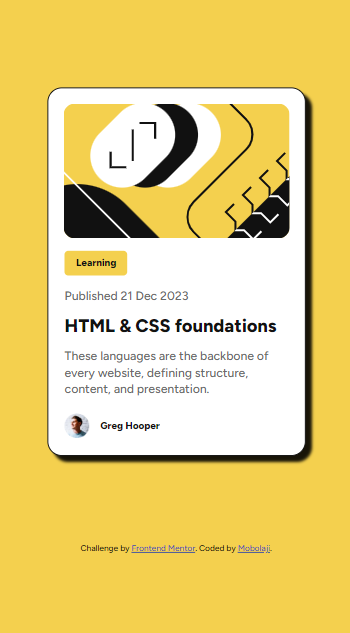 Learning
Published 21 Dec 2023
HTML & CSS foundations
These languages are the backbone of
every website, defining structure,
content, and presentation.
Greg Hooper
Challenge by Frontend Mentor. Coded by Mobolaji.